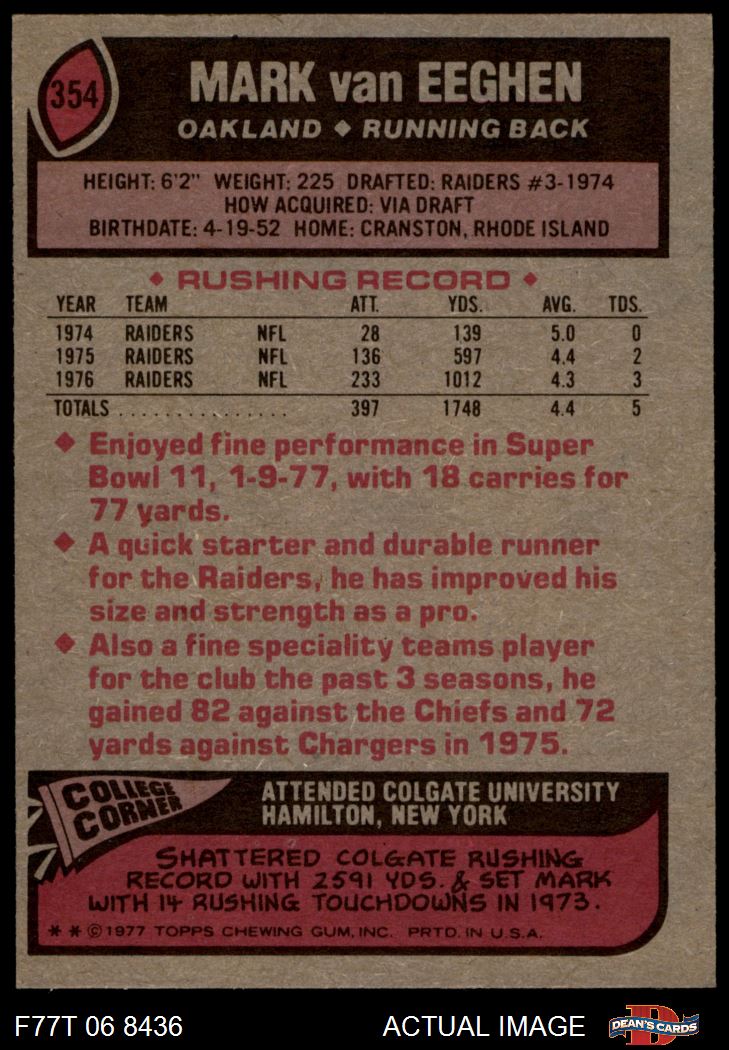 354
MARK van EEGHEN
OAKLAND ◆ RUNNING BACK
HEIGHT: 6'2" WEIGHT: 225 DRAFTED: RAIDERS #3-1974
HOW ACQUIRED: VIA DRAFT
BIRTHDATE: 4-19-52 HOME: CRANSTON, RHODE ISLAND
◆ RUSHING RECORD ◆
YEAR TEAM ATT. YDS. AVG. TDS.
1974 RAIDERS NFL 28 139 5.0 0
1975 RAIDERS NFL 136 597 4.4 2
1976 RAIDERS NFL 233 1012 4.3 3
TOTALS . . . . . . . . . . . . . . 397 1748 4.4 5
◆ Enjoyed fine performance in Super
Bowl 11, 1-9-77, with 18 carries for
77 yards.
◆ A quick starter and durable runner
for the Raiders, he has improved his
size and strength as a pro.
◆ Also a fine speciality teams player
for the club the past 3 seasons, he
gained 82 against the Chiefs and 72
yards against Chargers in 1975.
COLLEGE
CORNER
ATTENDED COLGATE UNIVERSITY
HAMILTON, NEW YORK
SHATTERED COLGATE RUSHING
RECORD WITH 2591 YDS. & SET MARK
WITH 14 RUSHING TOUCHDOWNS IN 1973.
* * © 1977 TOPPS CHEWING GUM, INC. PRTD. IN U.S.A.
F77T 06 8436 ACTUAL IMAGE
D
DEAN'S CARDS